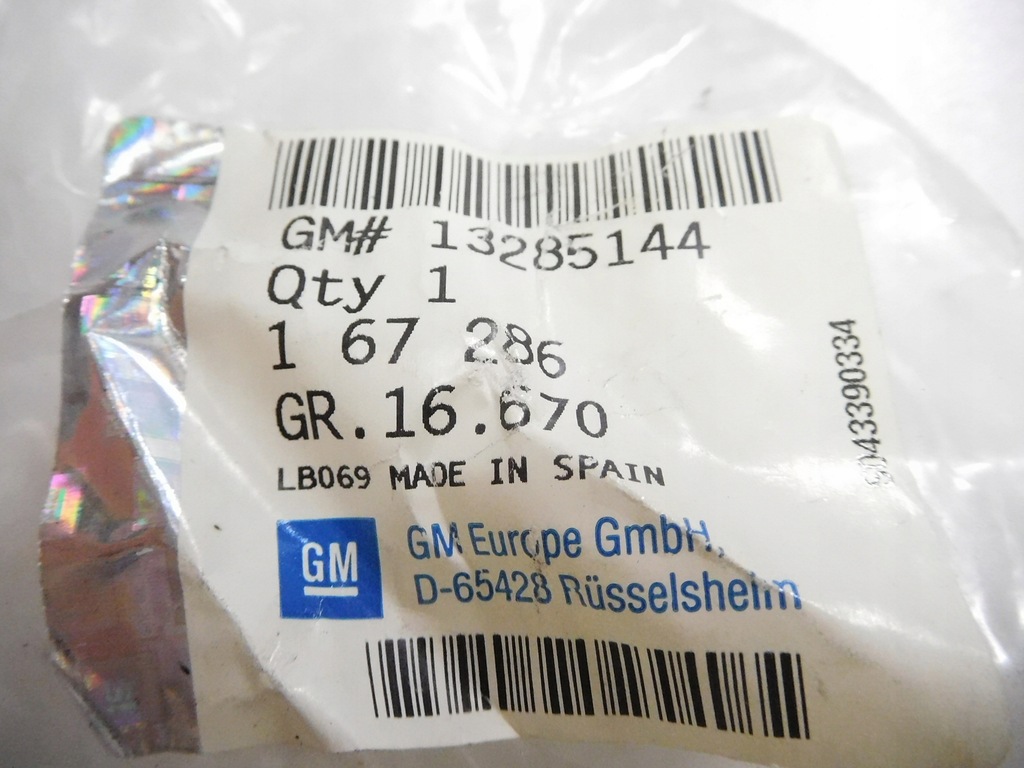 GM# 13285144
Qty 1
1 67 286
GR.16.670
LB069 MADE IN SPAIN
GM
GM Europe GmbH,
D-65428 Rüsselsheim